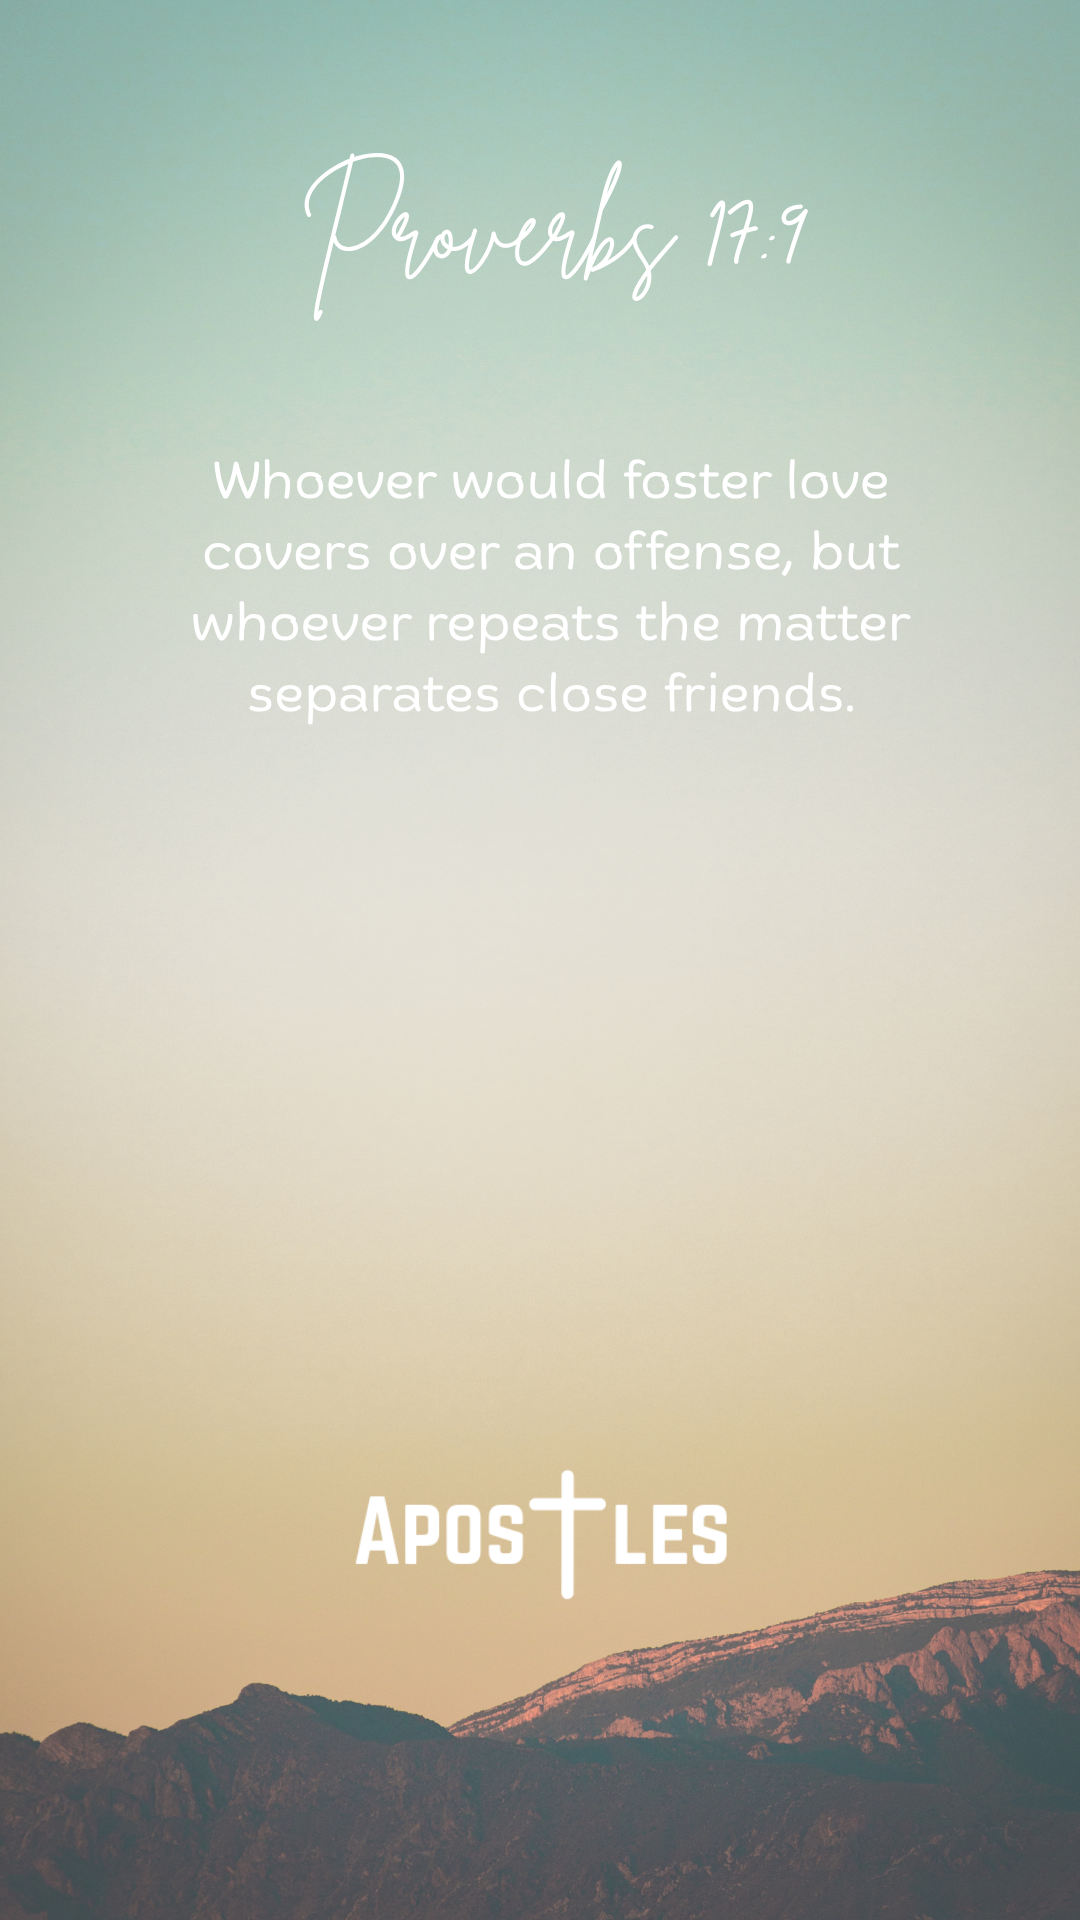 Proverbs 17:9
Whoever would foster love
covers over an offense, but
whoever repeats the matter
separates close friends.
APOSTLES